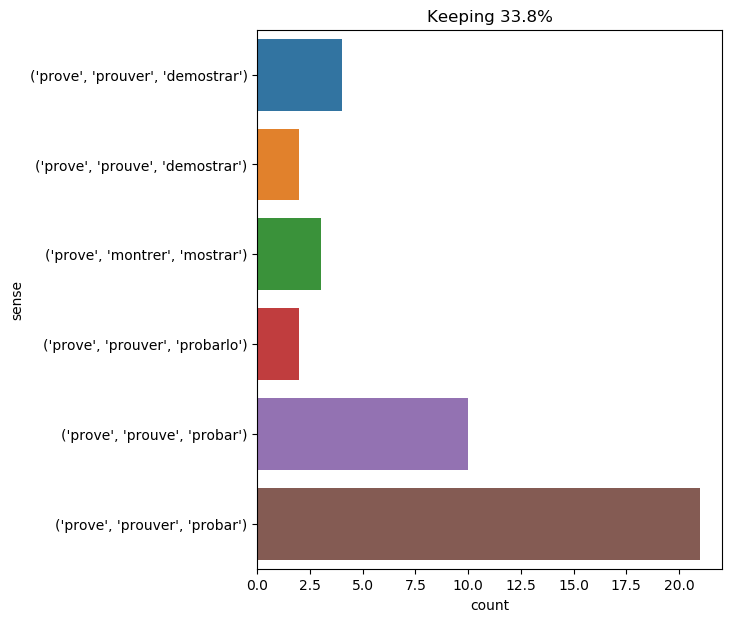 Keeping 33.8%
('prove', 'prouver', 'demostrar')
('prove', 'prouve', 'demostrar')
('prove', 'montrer', 'mostrar')
('prove', 'prouver', 'probarlo')
('prove', 'prouve', 'probar')
('prove', 'prouver', 'probar')
sense
0.0 2.5 5.0 7.5 10.0 12.5 15.0 17.5 20.0
count